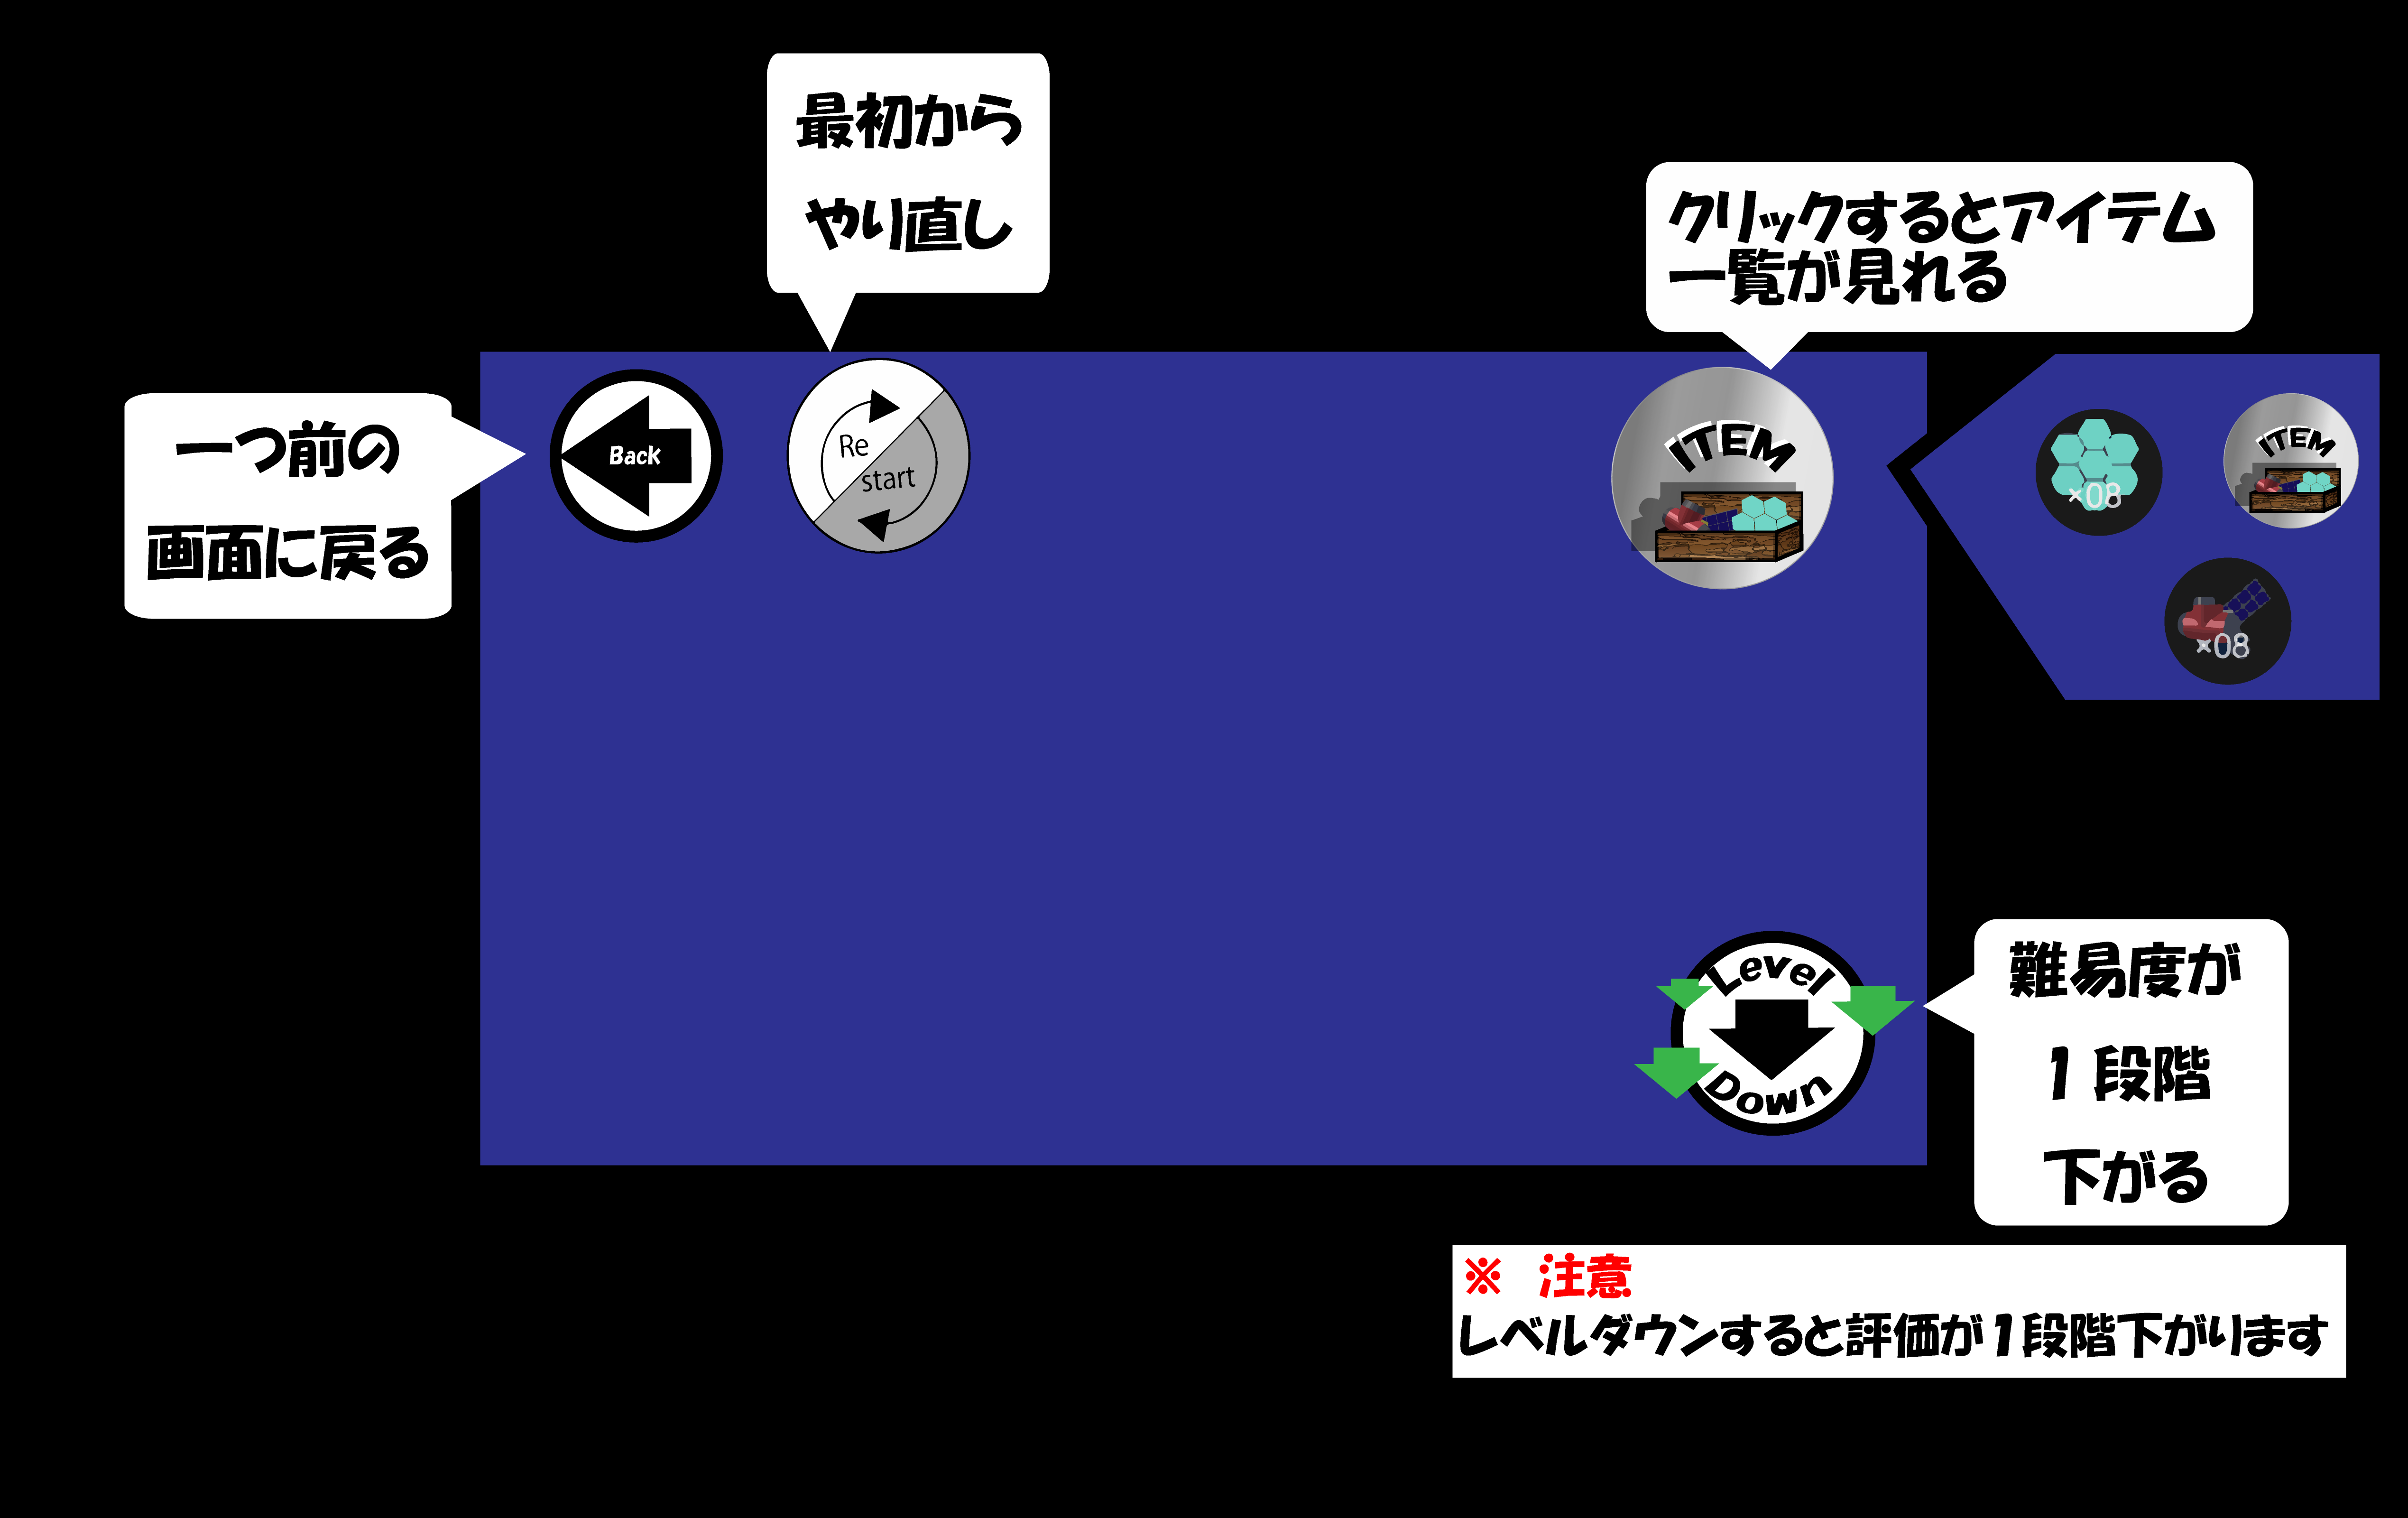 最初から
やり直し
クリックするとアイテム
一覧が見れる
一つ前の
画面に戻る
Back
Re
start
ITEM
×08
ITEM
×08
Level
Down
難易度が
1段階
下がる
※ 注意
レベルダウンすると評価が1段階下がります